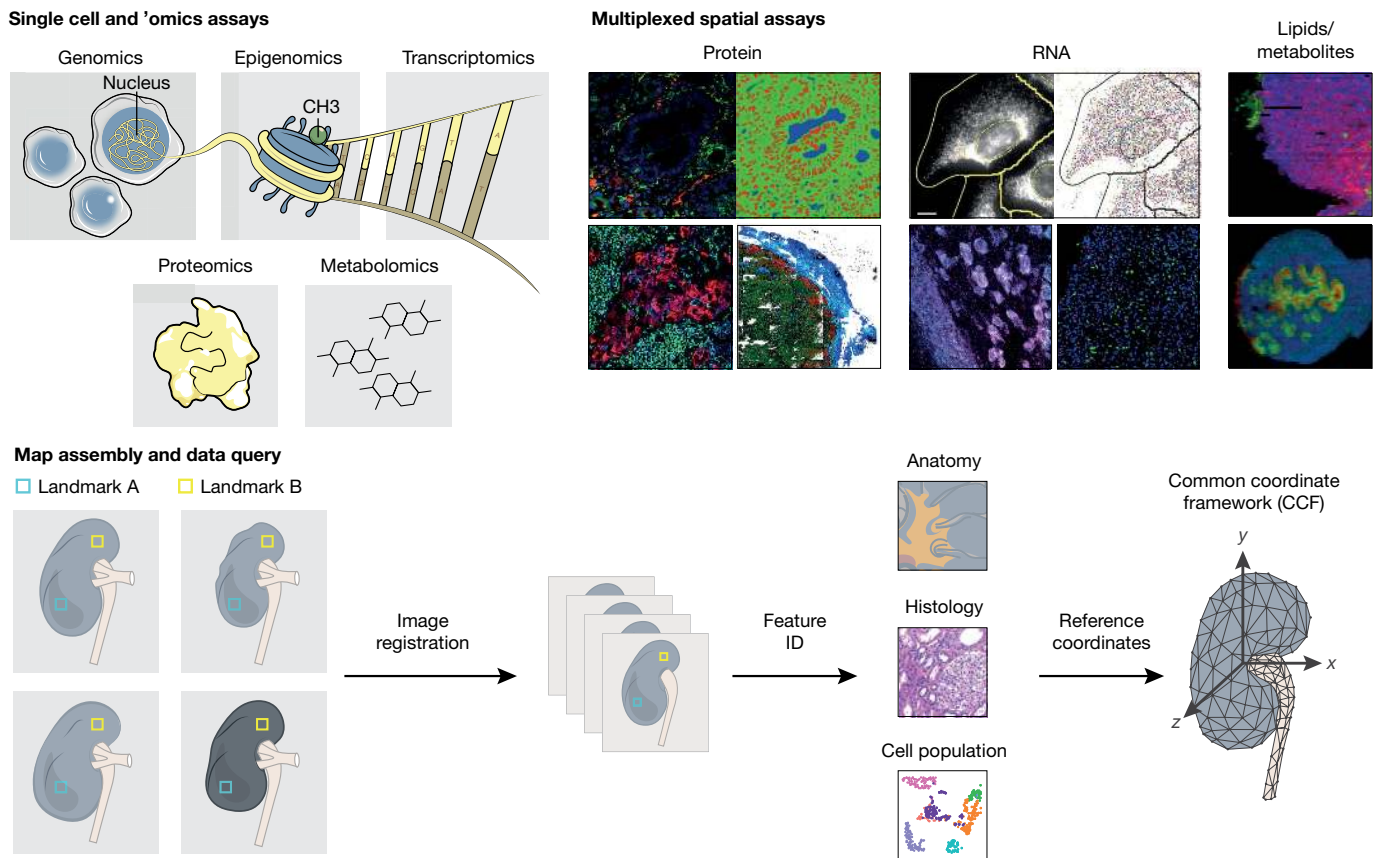 Single cell and ’omics assays
Genomics
Epigenomics
Transcriptomics
Nucleus
CH3
A
T
G
A
G
A
T
Proteomics
Metabolomics
Multiplexed spatial assays
Protein
RNA
Lipids/
metabolites
Map assembly and data query
Landmark A
Landmark B
Image
registration
Feature
ID
Anatomy
Histology
Cell population
Reference
coordinates
Common coordinate
framework (CCF)
y
x
z